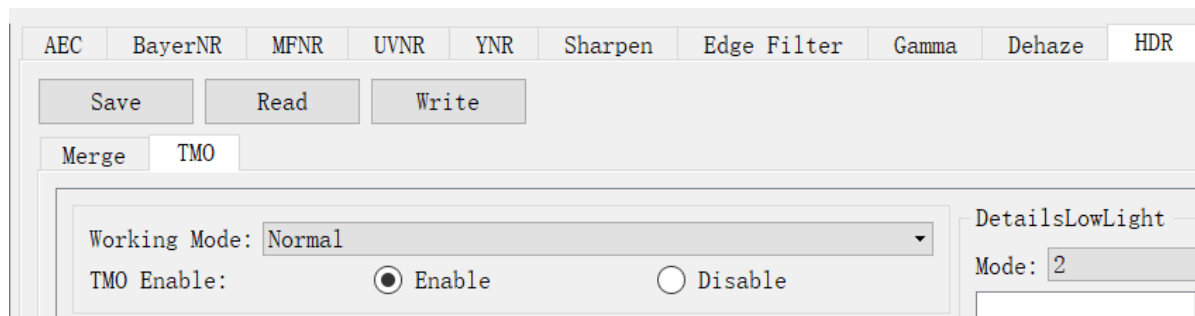 AEC BayerNR MFNR UVNR YNR Sharpen Edge Filter Gamma Dehaze HDR
Save Read Write
Merge TMO
DetailsLowLight
Working Mode: Normal
Mode: 2
TMO Enable: Enable Disable